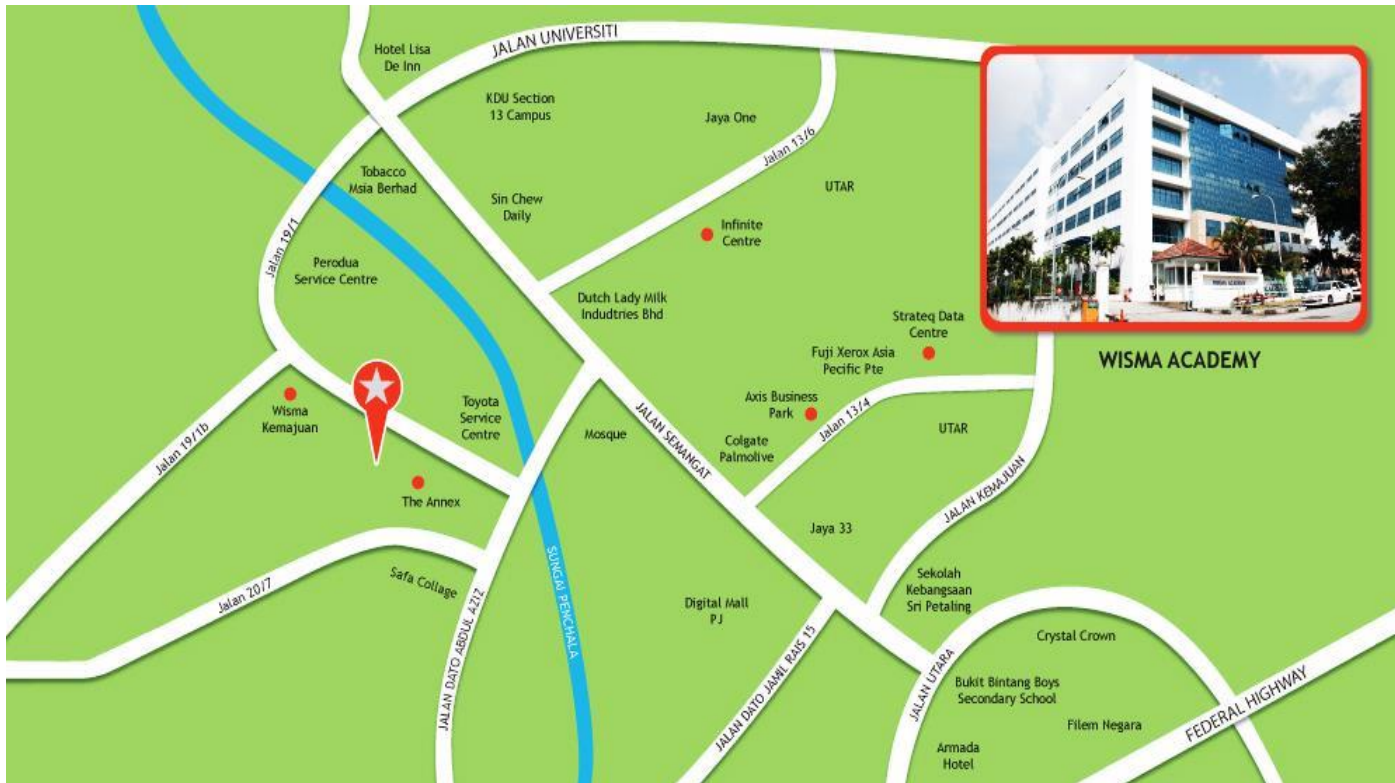 Hotel Lisa
De Inn
JALAN UNIVERSITI
KDU Section
13 Campus
Jaya One
Jalan 13/6
Tobacco
Msia Berhad
UTAR
Sin Chew
Daily
Infinite
Centre
Jalan 19/1
Perodua
Service Centre
Dutch Lady Milk
Indudtries Bhd
Strateq Data
Centre
Fuji Xerox Asia
Pecific Pte
WISMA ACADEMY
WISMA ACADEMY
Wisma
Kemajuan
Toyota
Service
Centre
Axis Business
Park
Jalan 13/4
Mosque
JALAN SEMANGAT
Colgate
Palmolive
UTAR
Jalan 19/1b
The Annex
JALAN KEMAJUAN
Jaya 33
SUNGAI PENCHALA
Safa Collage
Jalan 20/7
JALAN DATO ABDUL AZIZ
Digital Mall
PJ
Sekolah
Kebangsaan
Sri Petaling
JALAN DATO JAMIL RAIS 15
Crystal Crown
JALAN UTARA
Bukit Bintang Boys
Secondary School
Filem Negara
FEDERAL HIGHWAY
Armada
Hotel